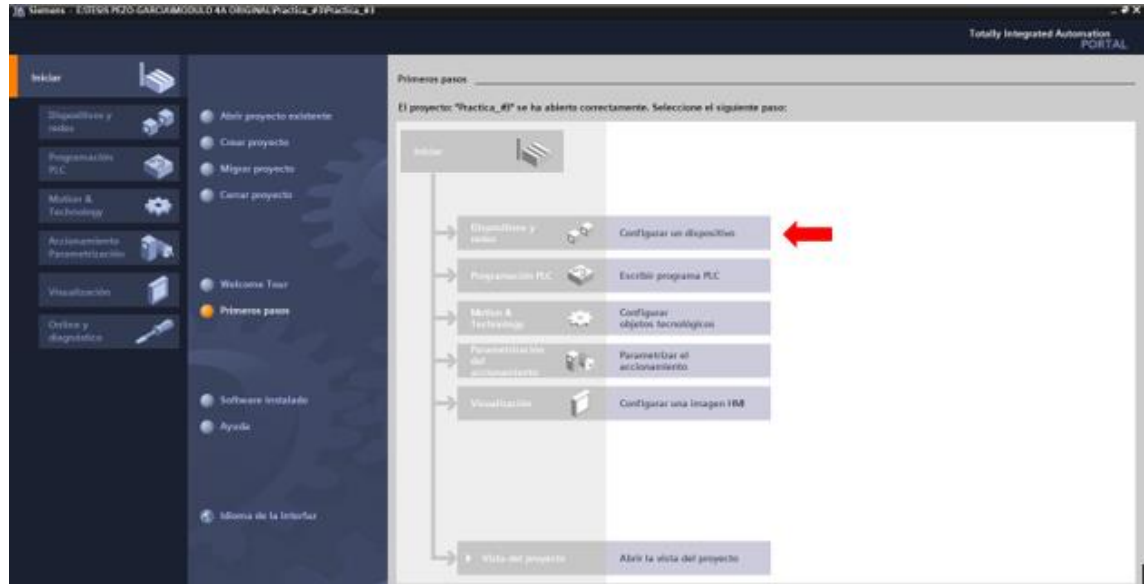 Siemens - E:\TESIS PEZO-GARCIA\MODULO 4A ORIGINAL\Practica_#3\Practica_#3
Totally Integrated Automation
PORTAL
Iniciar
Dispositivos y
redes
Programación
PLC
Motion &
Technology
Accionamiento
Parametrización
Visualización
Online y
diagnóstico
Abrir proyecto existente
Crear proyecto
Migrar proyecto
Cerrar proyecto
Welcome Tour
Primeros pasos
Software instalado
Ayuda
Idioma de la interfaz
Primeros pasos
El proyecto: "Practica_#3" se ha abierto correctamente. Seleccione el siguiente paso:
Iniciar
Dispositivos y
redes
Configurar un dispositivo
Programación PLC
Escribir programa PLC
Motion &
Technology
Configurar
objetos tecnológicos
Parametrización
del
accionamiento
Parametrizar el
accionamiento
Visualización
Configurar una imagen HMI
Vista del proyecto
Abrir la vista del proyecto